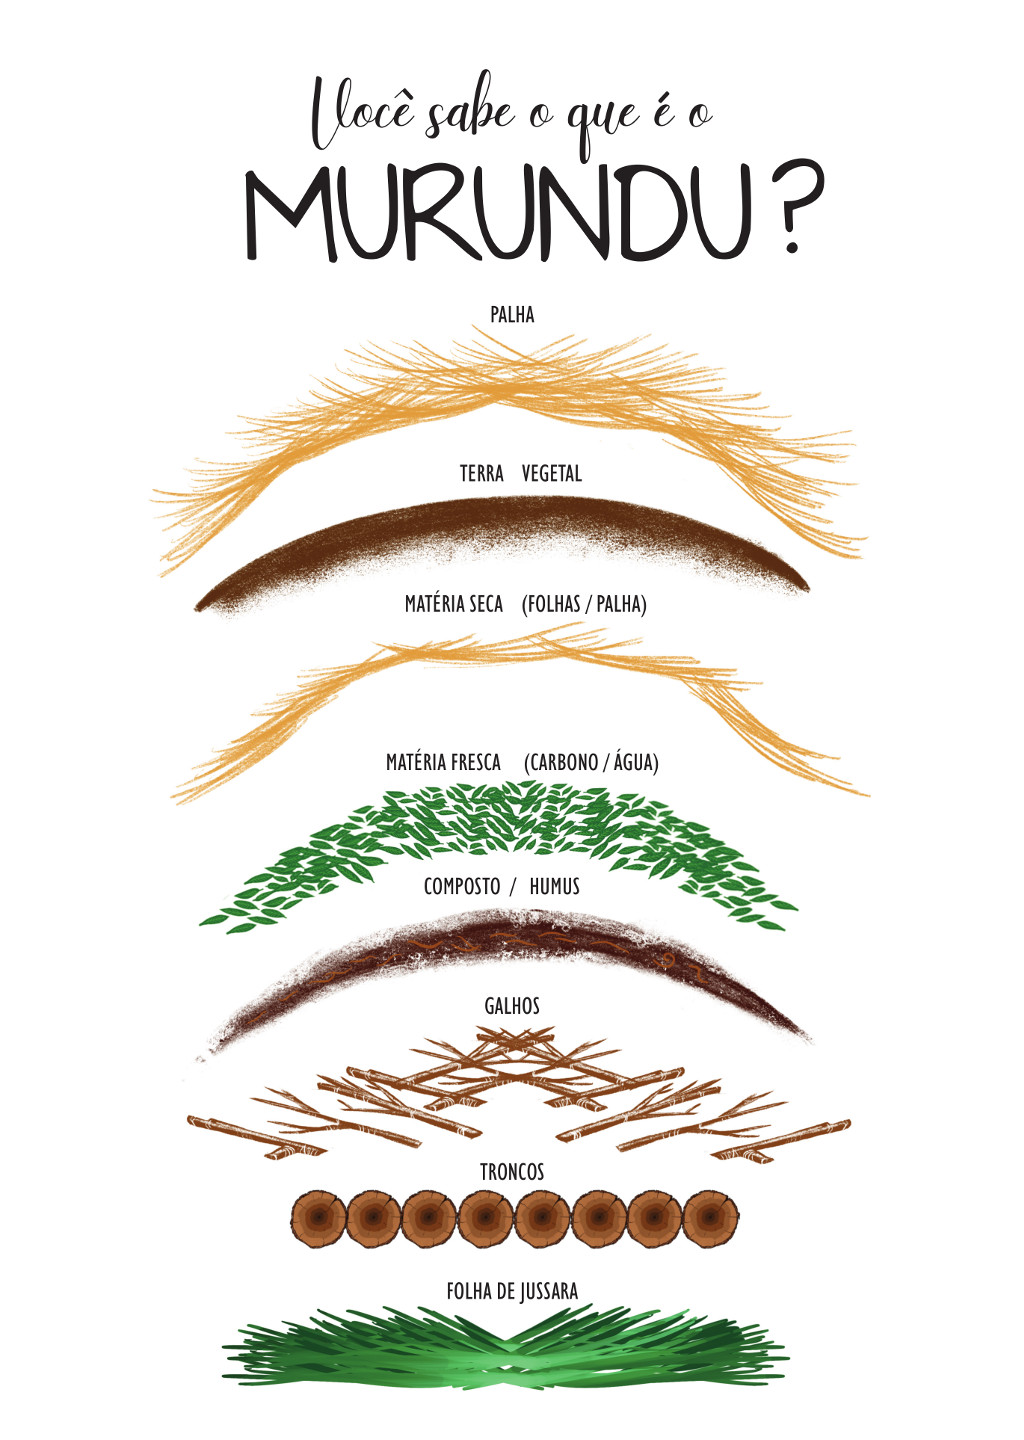 Você sabe o que é o
MURUNDU?
PALHA
TERRA VEGETAL
MATÉRIA SECA (FOLHAS / PALHA)
MATÉRIA FRESCA (CARBONO / ÁGUA)
COMPOSTO / HUMUS
GALHOS
TRONCOS
FOLHA DE JUSSARA